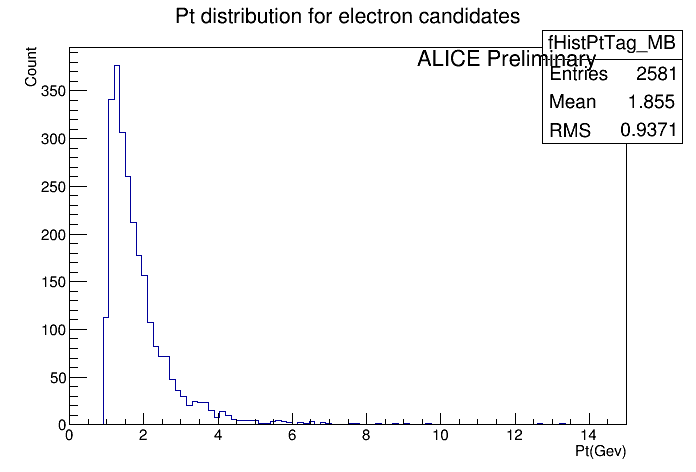 Pt distribution for electron candidates
fHistPtTag_MB
ALICE Preliminary
Entries 2581
Mean 1.855
RMS 0.9371
Count
350
300
250
200
150
100
50
0
0 2 4 6 8 10 12 14
Pt(Gev)